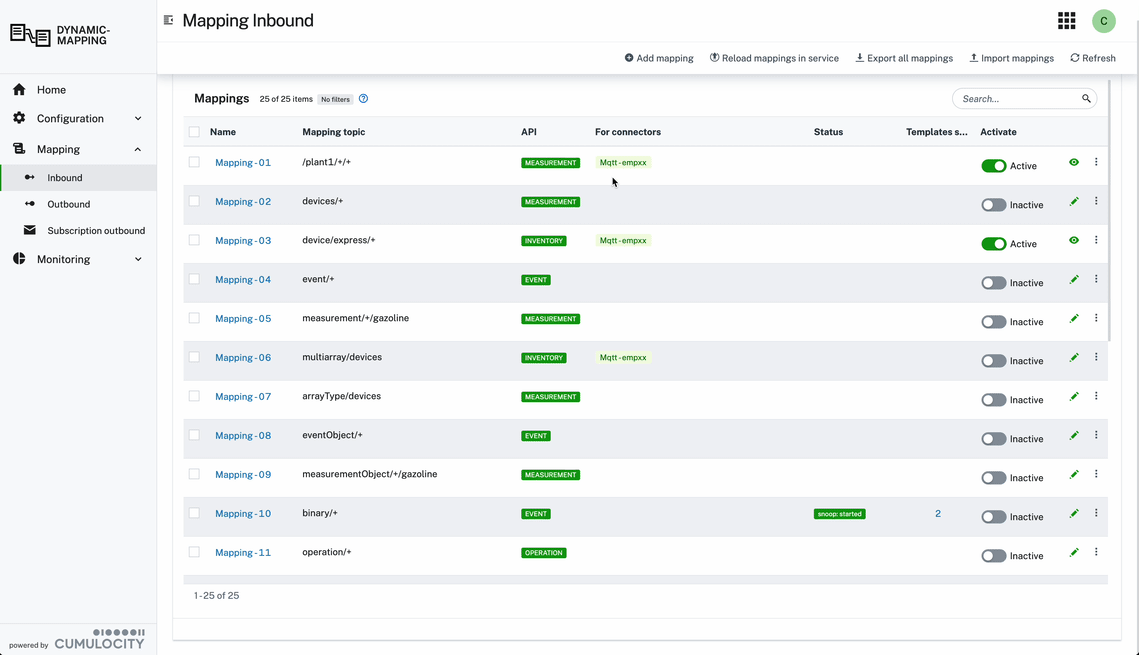 DYNAMIC-
MAPPING
Mapping Inbound
C
Add mapping
Reload mappings in service
Export all mappings
Import mappings
Refresh
Home
Configuration
Mapping
Inbound
Outbound
Subscription outbound
Monitoring
Mappings 25 of 25 items No filters ?
Search...
Name Mapping topic API For connectors Status Templates s... Activate
Mapping-01 /plant1/+/+ MEASUREMENT Mqtt-empxx Active
Mapping-02 devices/+ MEASUREMENT Inactive
Mapping-03 device/express/+ INVENTORY Mqtt-empxx Active
Mapping-04 event/+ EVENT Inactive
Mapping-05 measurement/+/gazoline MEASUREMENT Inactive
Mapping-06 multiarray/devices INVENTORY Mqtt-empxx Inactive
Mapping-07 arrayType/devices MEASUREMENT Inactive
Mapping-08 eventObject/+ EVENT Inactive
Mapping-09 measurementObject/+/gazoline MEASUREMENT Inactive
Mapping-10 binary/+ EVENT snoop: started 2 Inactive
Mapping-11 operation/+ OPERATION Inactive
1-25 of 25
powered by CUMULOCITY